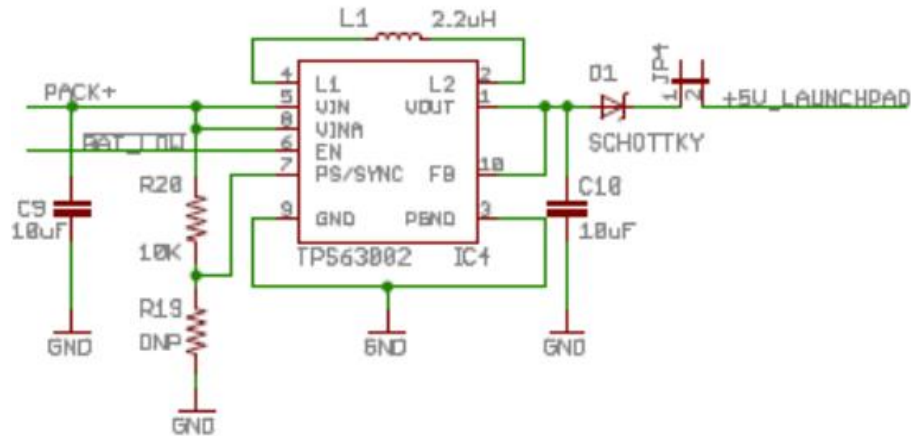 L1 2.2uH
4 L1 L2 2
PACK+ 5 VIN VOUT 1
8 VINA
BAT_LOW 6 EN
7 PS/SYNC FB 10
9 GND PGND 3
TPS63002 IC4
D1
SCHOTTKY
JP4
1 2
+5V_LAUNCHPAD
C9
10uF
GND
R20
10K
R19
DNP
GND
GND
C10
10uF
GND